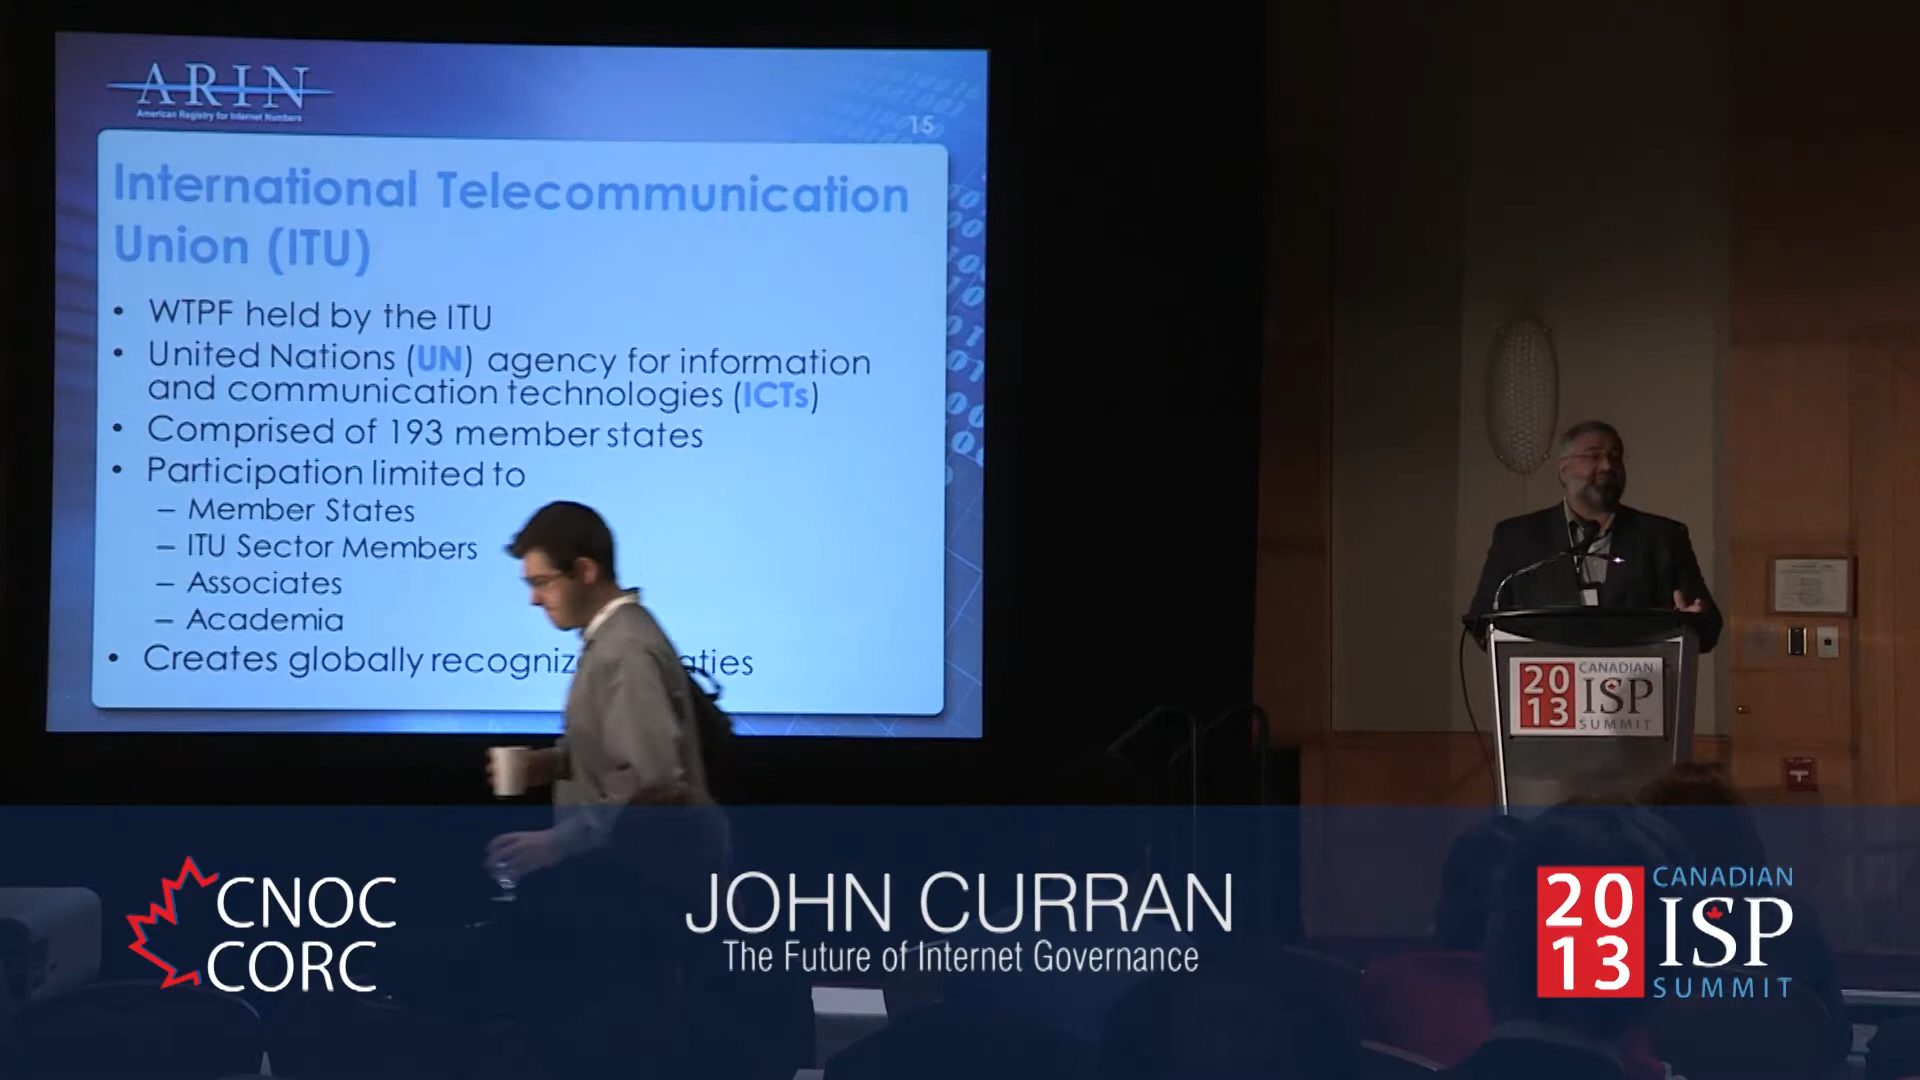 ARIN
American Registry for Internet Numbers
15
International Telecommunication
Union (ITU)
• WTPF held by the ITU
• United Nations (UN) agency for information
and communication technologies (ICTs)
• Comprised of 193 member states
• Participation limited to
– Member States
– ITU Sector Members
– Associates
– Academia
• Creates globally
20
13
CANADIAN
ISP
SUMMIT
CNOC
CORC
JOHN CURRAN
The Future of Internet Governance
20
13
CANADIAN
ISP
SUMMIT